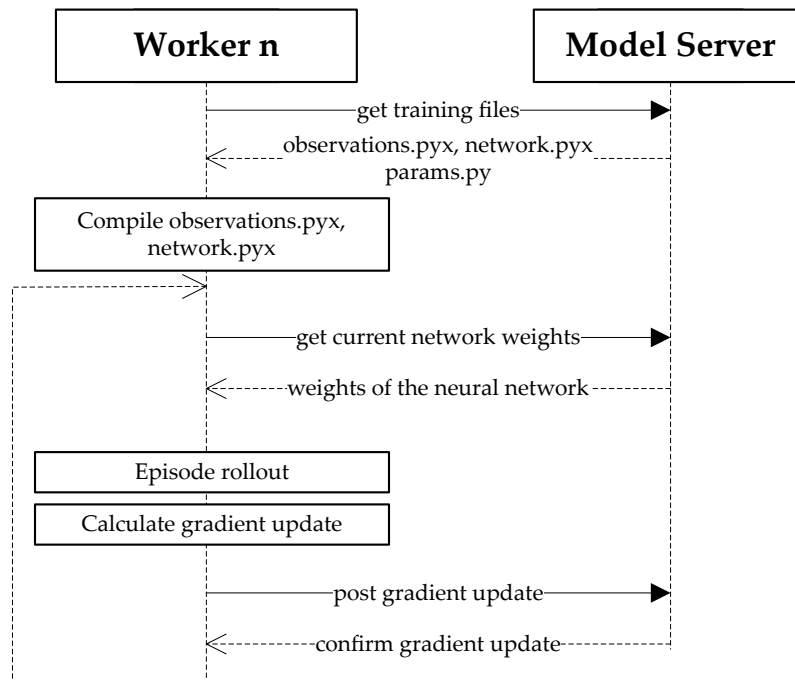 Worker n
Model Server
get training files
observations.pyx, network.pyx
params.py
Compile observations.pyx,
network.pyx
get current network weights
weights of the neural network
Episode rollout
Calculate gradient update
post gradient update
confirm gradient update